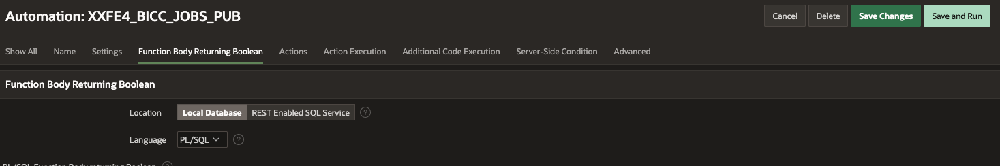 Automation: XXFE4_BICC_JOBS_PUB
Cancel
Delete
Save Changes
Save and Run
Show All
Name
Settings
Function Body Returning Boolean
Actions
Action Execution
Additional Code Execution
Server-Side Condition
Advanced
Function Body Returning Boolean
Location
Local Database
REST Enabled SQL Service
?
Language
PL/SQL
?
PL/SQL Function Body returning Boolean